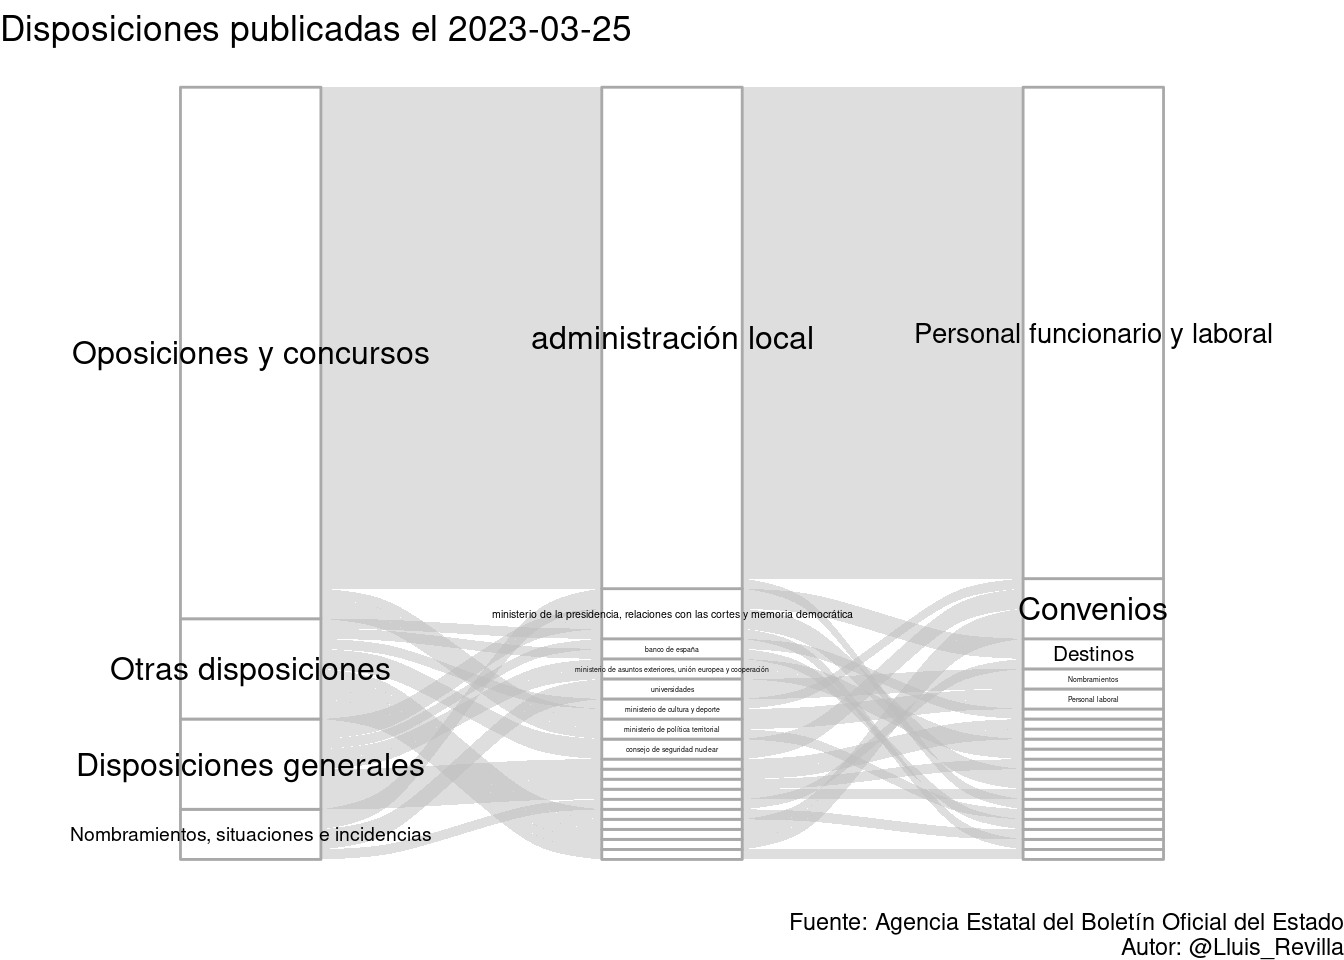 Disposiciones publicadas el 2023-03-25
Oposiciones y concursos
Otras disposiciones
Disposiciones generales
Nombramientos, situaciones e incidencias
administración local
ministerio de la presidencia, relaciones con las cortes y memoria democrática
banco de españa
ministerio de asuntos exteriores, unión europea y cooperación
universidades
ministerio de cultura y deporte
ministerio de política territorial
consejo de seguridad nuclear
Personal funcionario y laboral
Convenios
Destinos
Nombramientos
Personal laboral
Fuente: Agencia Estatal del Boletín Oficial del Estado
Autor: @Lluis_Revilla